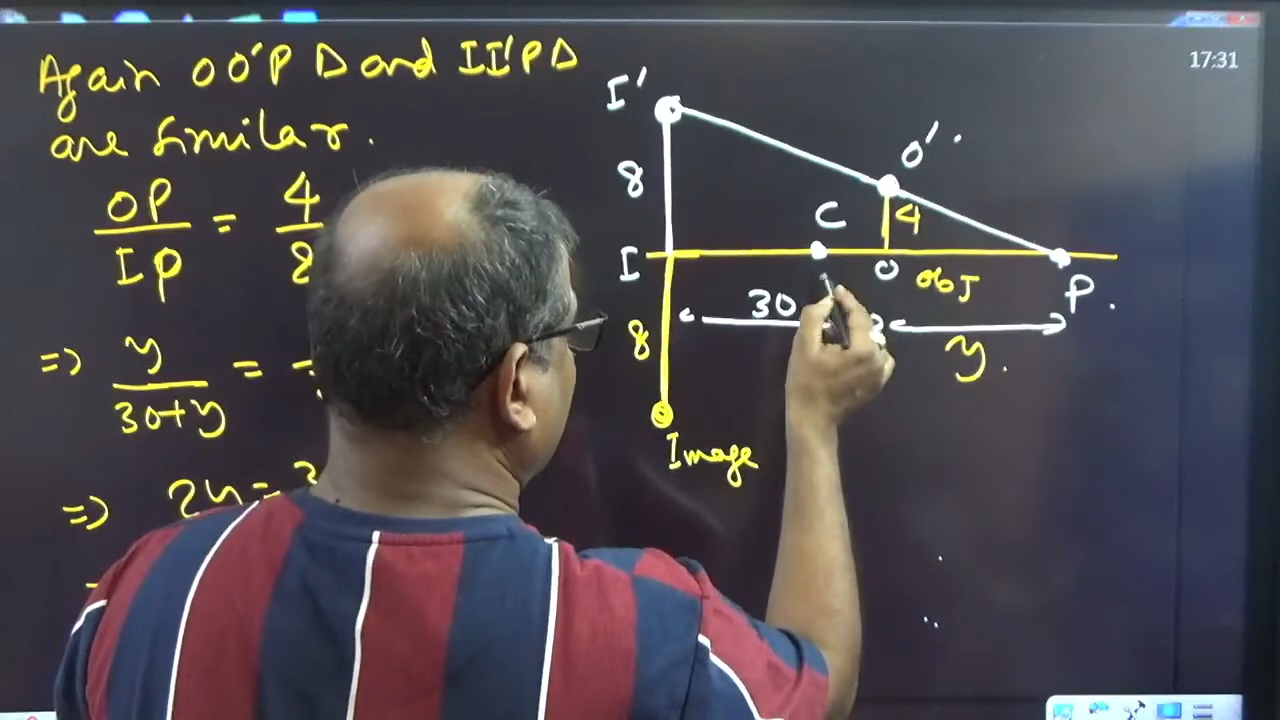 Again OO'P Δ and II'P Δ
are Similar.
OP/IP = 4/8
=> y/30+y =
=> 2y = 3
17:31
I'
8
O'
C
4
I
O
obJ
P.
30
y.
8
Image